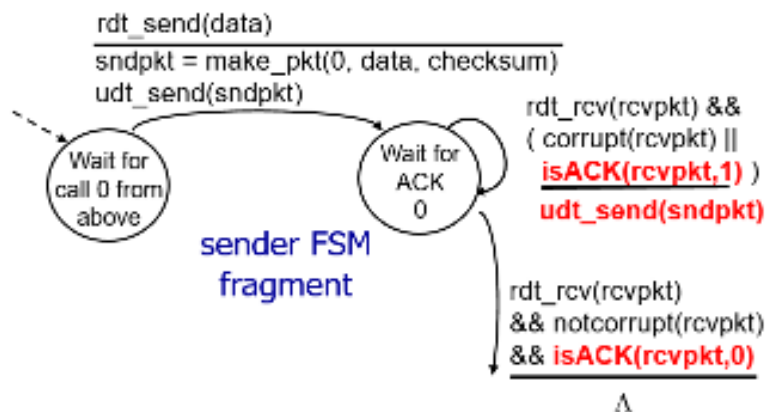 rdt_send(data)
sndpkt = make_pkt(0, data, checksum)
udt_send(sndpkt)
Wait for
call 0 from
above
Wait for
ACK
0
rdt_rcv(rcvpkt) &&
( corrupt(rcvpkt) ||
isACK(rcvpkt,1) )
udt_send(sndpkt)
sender FSM
fragment
rdt_rcv(rcvpkt)
&& notcorrupt(rcvpkt)
&& isACK(rcvpkt,0)
Λ